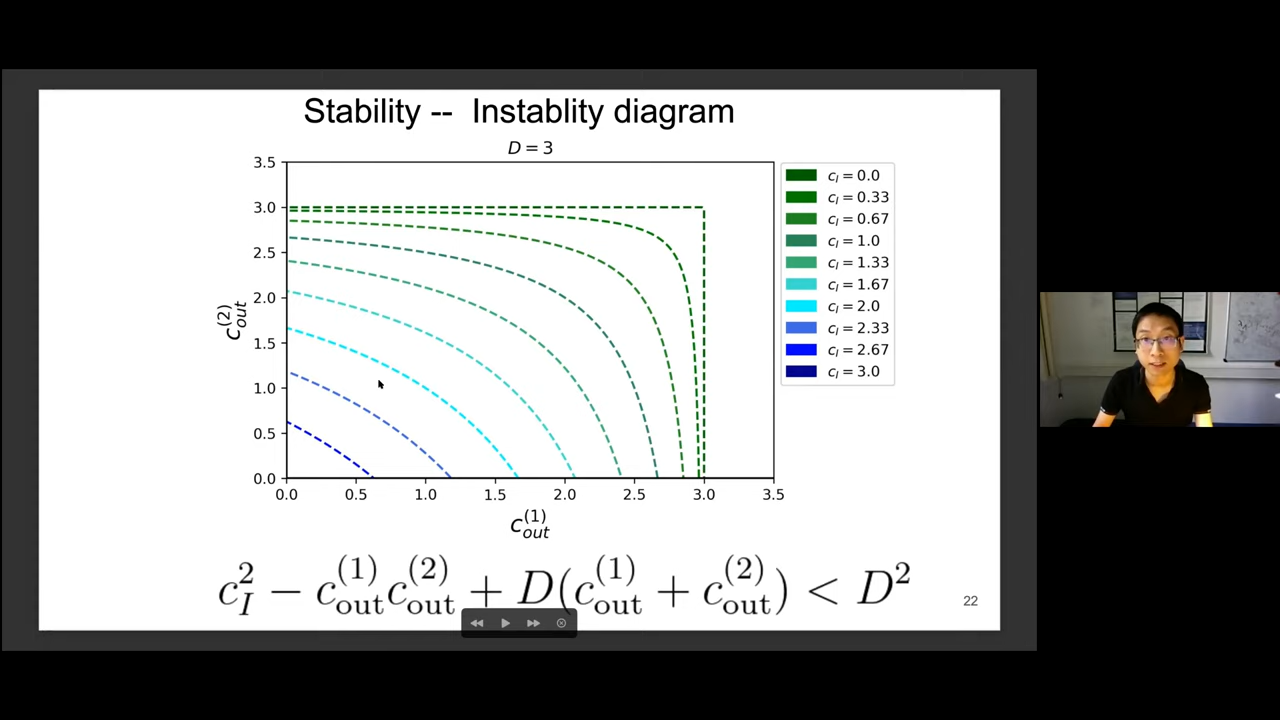 Stability -- Instablity diagram
D = 3
3.5
3.0
2.5
2.0
1.5
1.0
0.5
0.0
c_out^(2)
0.0 0.5 1.0 1.5 2.0 2.5 3.0 3.5
c_out^(1)
c_I = 0.0
c_I = 0.33
c_I = 0.67
c_I = 1.0
c_I = 1.33
c_I = 1.67
c_I = 2.0
c_I = 2.33
c_I = 2.67
c_I = 3.0
c_I^2 − c_out^(1) c_out^(2) + D(c_out^(1) + c_out^(2)) < D^2
22